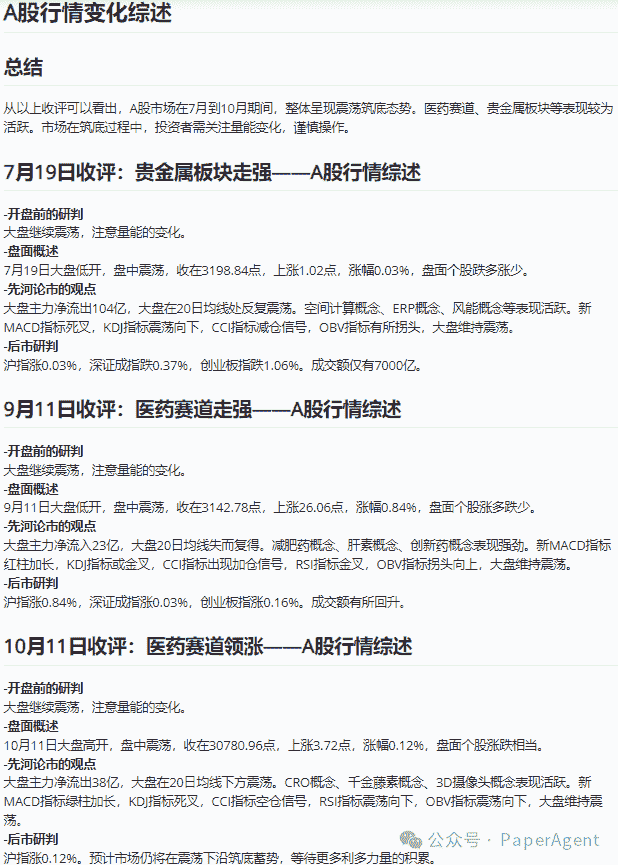 A股行情变化综述
总结
从以上收评可以看出，A股市场在7月到10月期间，整体呈现震荡筑底态势。医药赛道、贵金属板块等表现较为
活跃。市场在筑底过程中，投资者需关注量能变化，谨慎操作。
7月19日收评：贵金属板块走强——A股行情综述
-开盘前的研判
大盘继续震荡，注意量能的变化。
-盘面概述
7月19日大盘低开，盘中震荡，收在3198.84点，上涨1.02点，涨幅0.03%，盘面个股跌多涨少。
-先河论市的观点
大盘主力净流出104亿，大盘在20日均线处反复震荡。空间计算概念、ERP概念、风能概念等表现活跃。新
MACD指标死叉，KDJ指标震荡向下，CCI指标减仓信号，OBV指标有所拐头，大盘维持震荡。
-后市研判
沪指涨0.03%，深证成指跌0.37%，创业板指跌1.06%。成交额仅有7000亿。
9月11日收评：医药赛道走强——A股行情综述
-开盘前的研判
大盘继续震荡，注意量能的变化。
-盘面概述
9月11日大盘低开，盘中震荡，收在3142.78点，上涨26.06点，涨幅0.84%，盘面个股涨多跌少。
-先河论市的观点
大盘主力净流入23亿，大盘20日均线失而复得。减肥药概念、肝素概念、创新药概念表现强劲。新MACD指标
红柱加长，KDJ指标或金叉，CCI指标出现加仓信号，RSI指标金叉，OBV指标拐头向上，大盘维持震荡。
-后市研判
沪指涨0.84%，深证成指涨0.03%，创业板指涨0.16%。成交额有所回升。
10月11日收评：医药赛道领涨——A股行情综述
-开盘前的研判
大盘继续震荡，注意量能的变化。
-盘面概述
10月11日大盘高开，盘中震荡，收在30780.96点，上涨3.72点，涨幅0.12%，盘面个股涨跌相当。
-先河论市的观点
大盘主力净流出38亿，大盘在20日均线下方震荡。CRO概念、千金藤素概念、3D摄像头概念表现活跃。新
MACD指标绿柱加长，KDJ指标死叉，CCI指标空仓信号，RSI指标震荡向下，OBV指标震荡向下，大盘维持震
荡。
-后市研判
沪指涨0.12%。预计市场仍将在震荡下沿筑底蓄势，等待更多利多力量的积累。
公众号 · PaperAgent